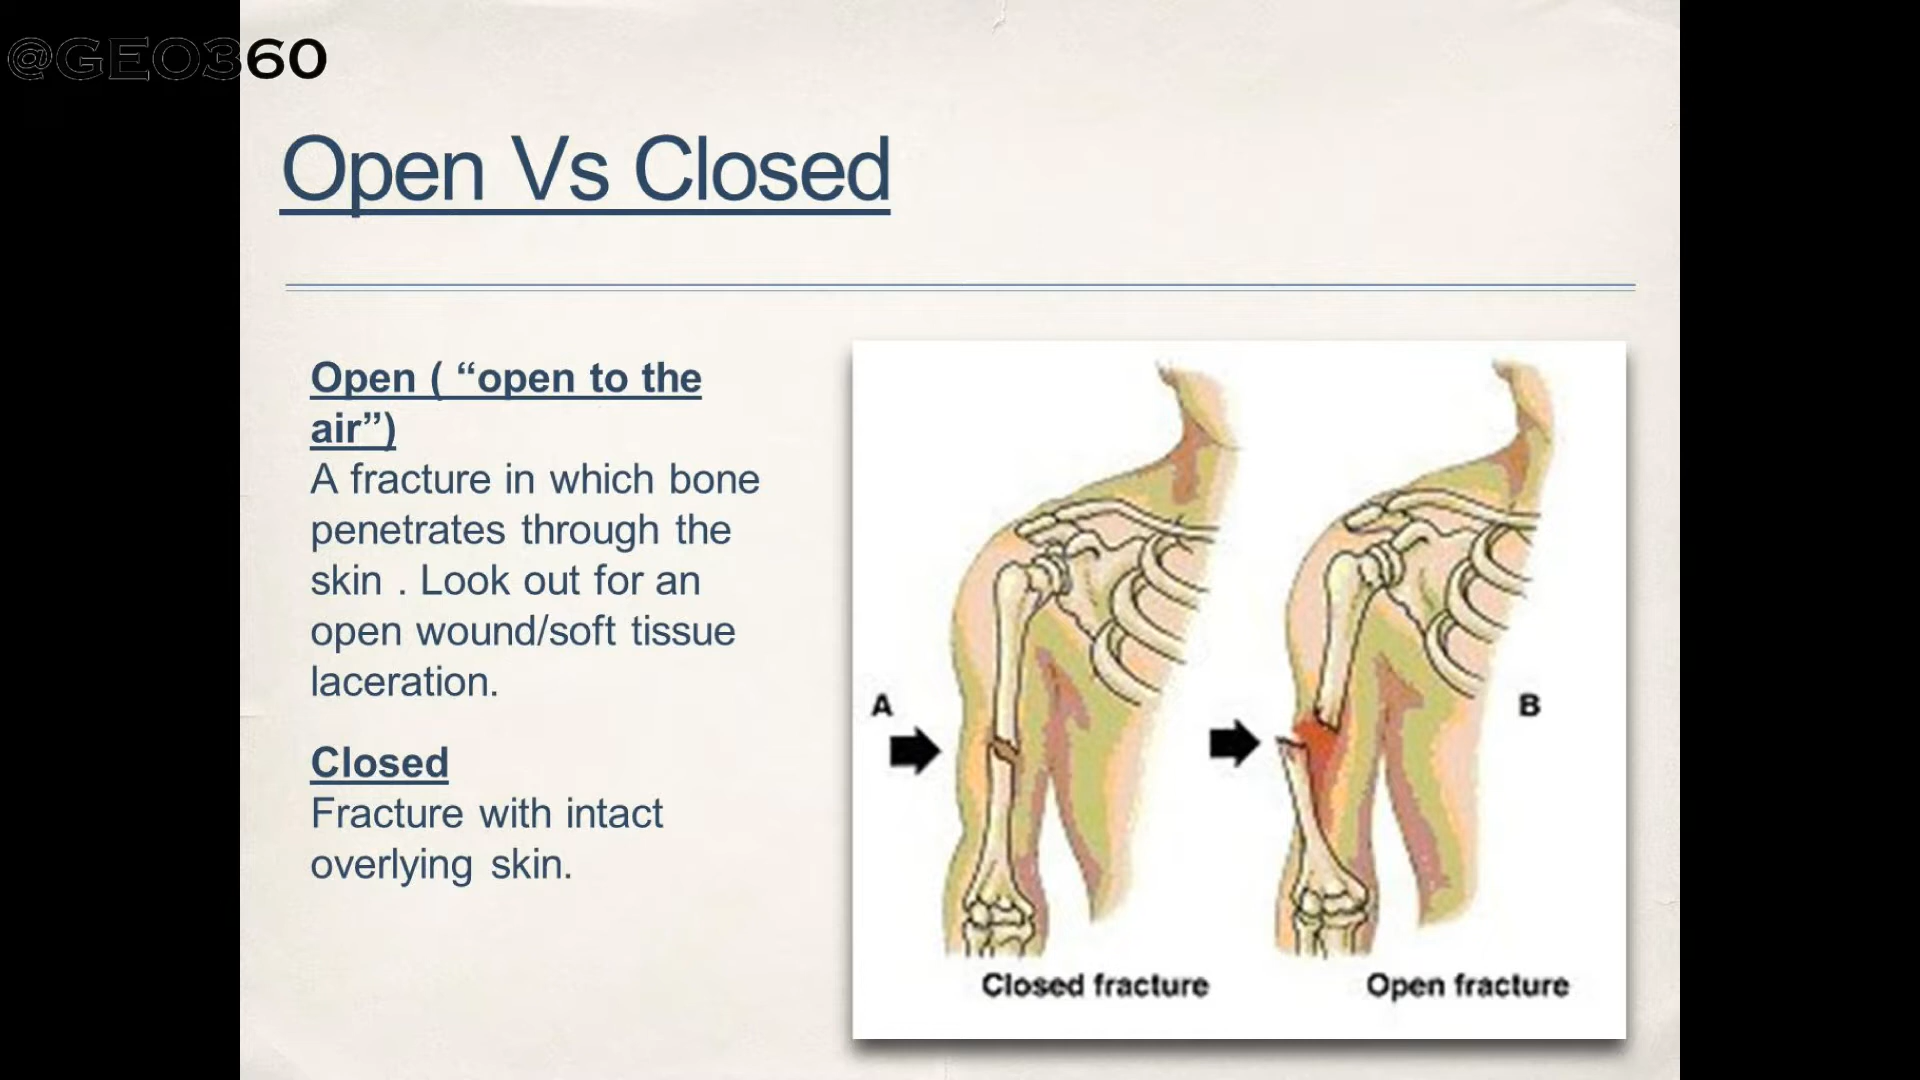 @GEO360
Open Vs Closed
Open ( “open to the
air”)
A fracture in which bone
penetrates through the
skin . Look out for an
open wound/soft tissue
laceration.
Closed
Fracture with intact
overlying skin.
A
B
Closed fracture
Open fracture